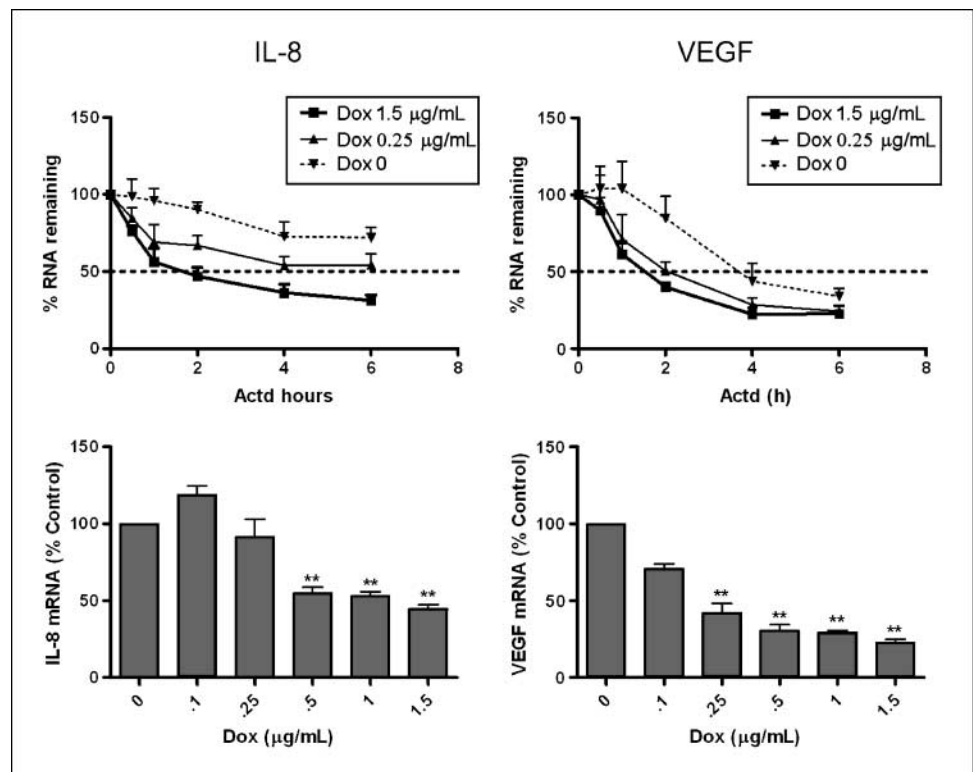 IL-8
VEGF
Dox 1.5 μg/mL
Dox 0.25 μg/mL
Dox 0
Dox 1.5 μg/mL
Dox 0.25 μg/mL
Dox 0
% RNA remaining
150
100
50
0
0 2 4 6 8
Actd hours
% RNA remaining
150
100
50
0
0 2 4 6 8
Actd (h)
IL-8 mRNA (% Control)
150
100
50
0
** ** **
0 .1 .25 .5 1 1.5
Dox (μg/mL)
VEGF mRNA (% Control)
150
100
50
0
** ** ** **
0 .1 .25 .5 1 1.5
Dox (μg/mL)